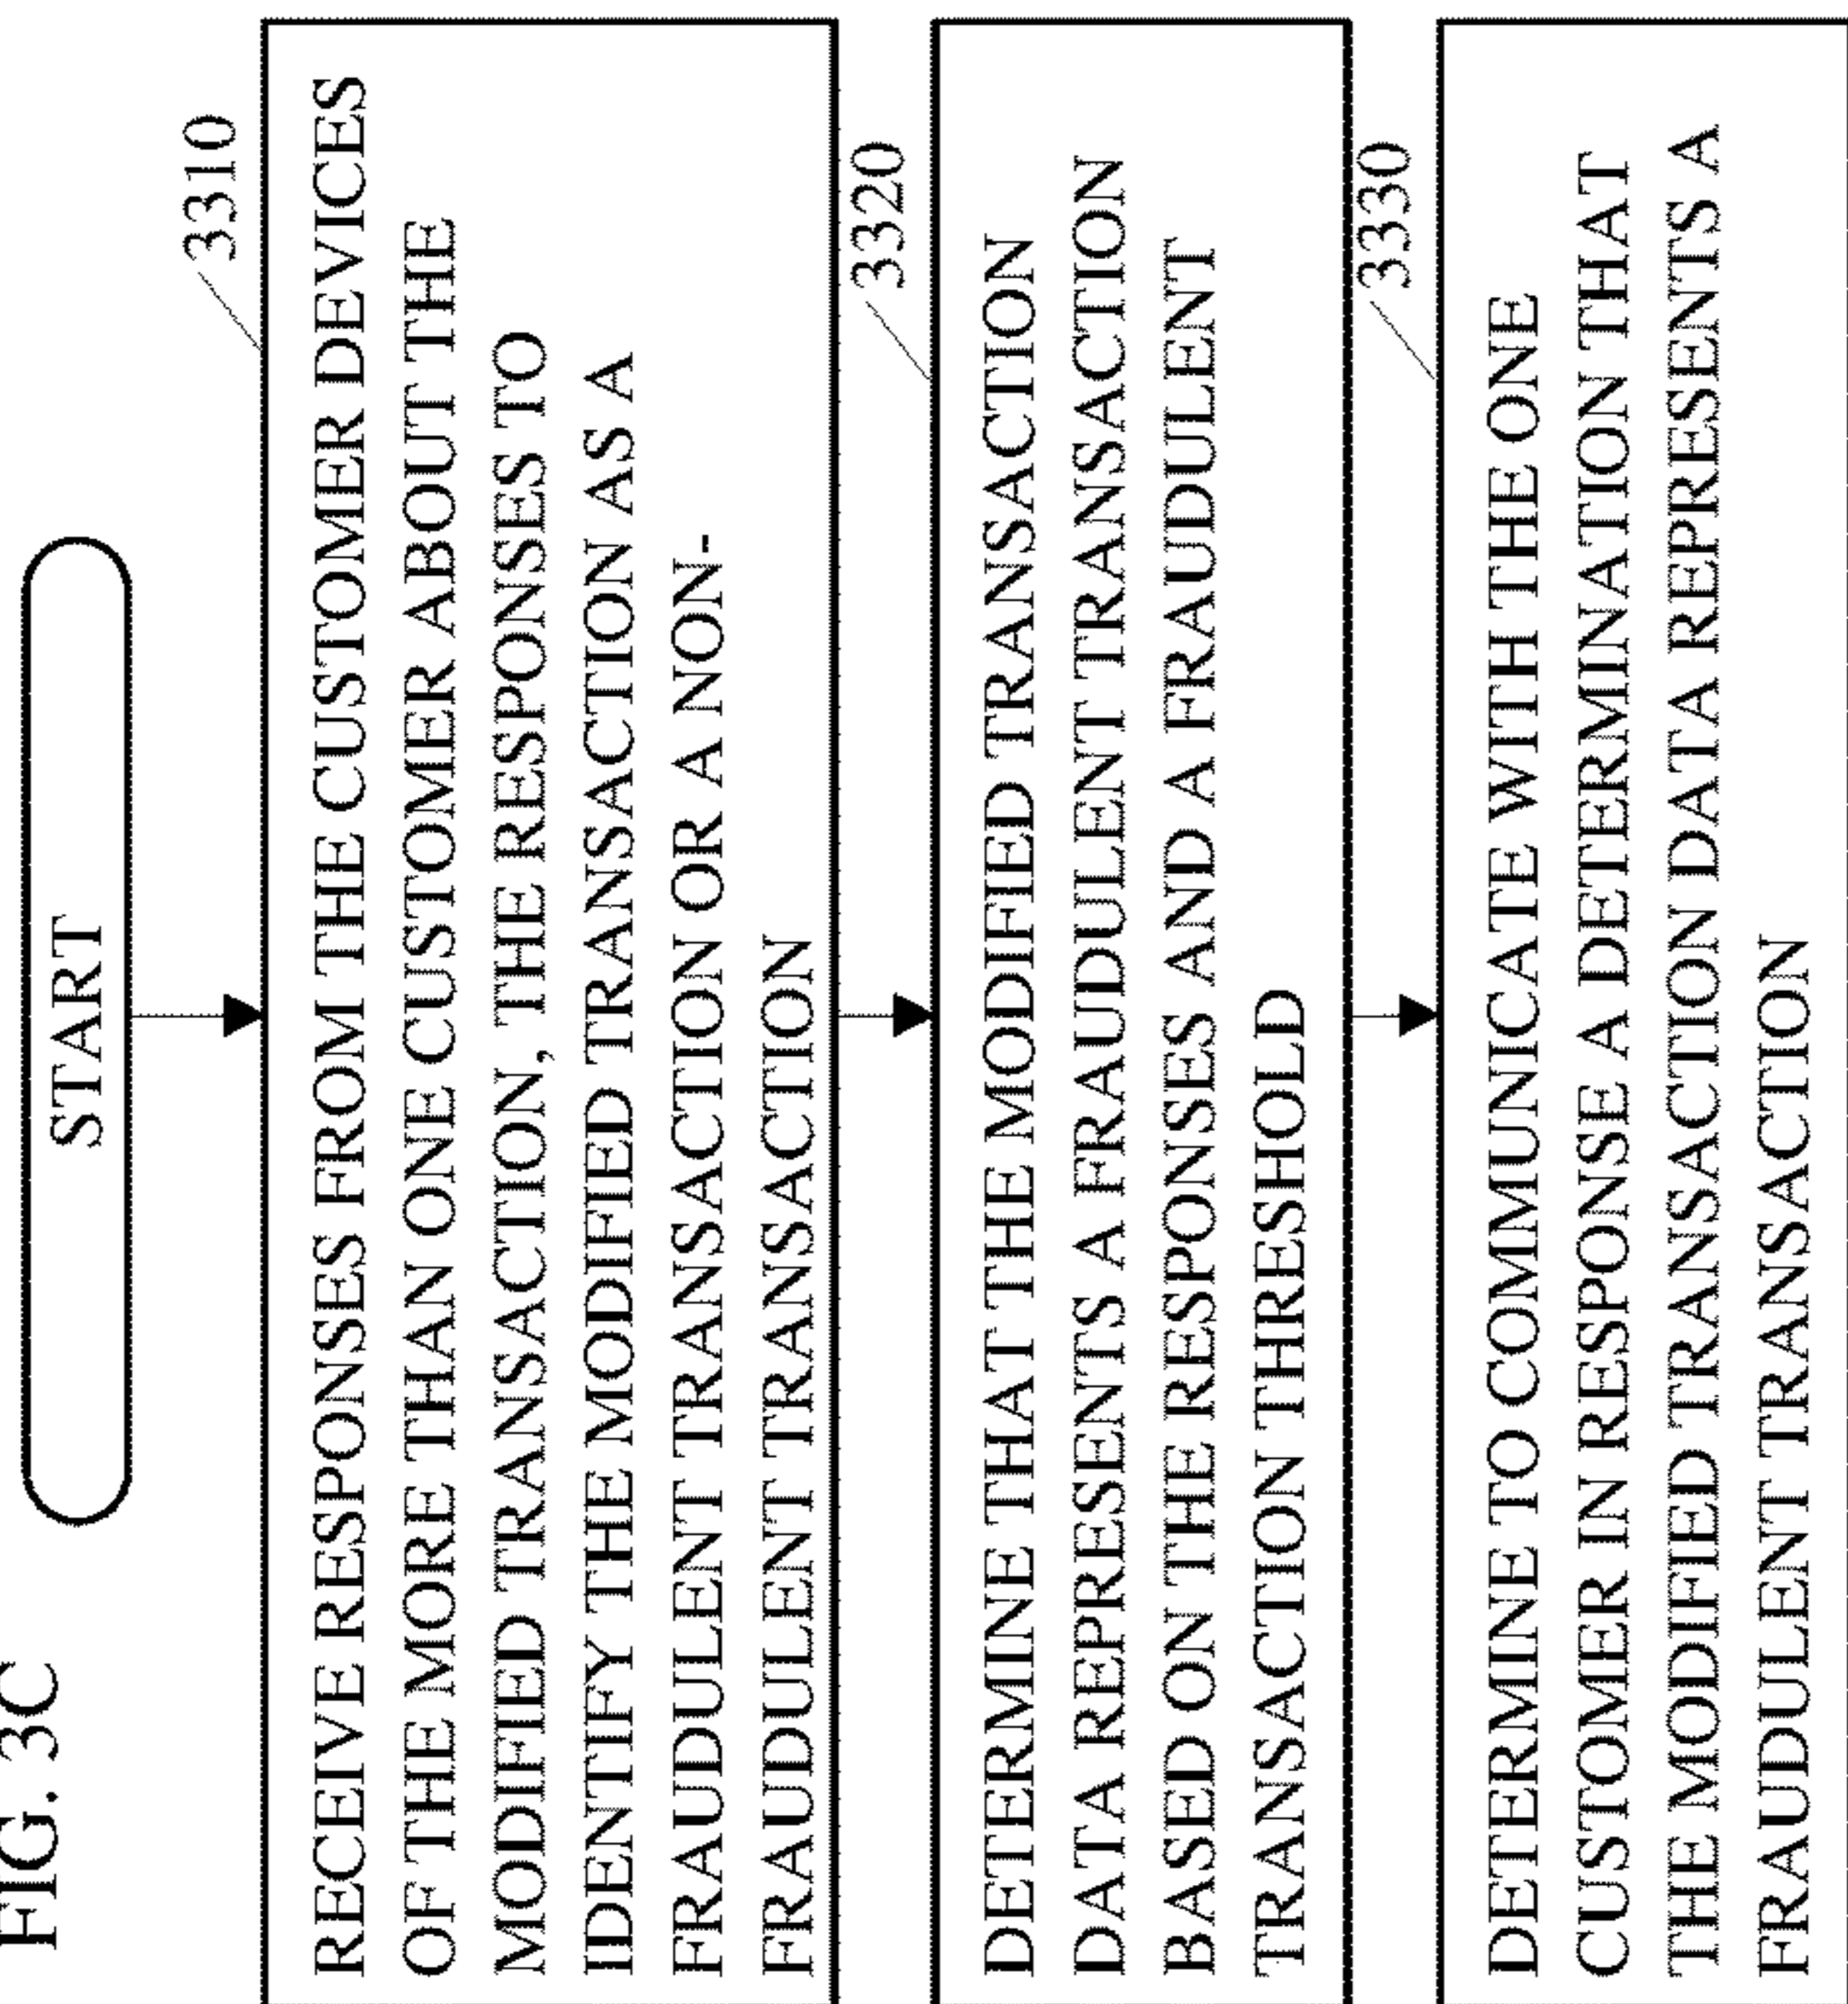 FIG. 3C
START
3310
RECEIVE RESPONSES FROM THE CUSTOMER DEVICES
OF THE MORE THAN ONE CUSTOMER ABOUT THE
MODIFIED TRANSACTION, THE RESPONSES TO
IDENTIFY THE MODIFIED TRANSACTION AS A
FRAUDULENT TRANSACTION OR A NON-
FRAUDULENT TRANSACTION
3320
DETERMINE THAT THE MODIFIED TRANSACTION
DATA REPRESENTS A FRAUDULENT TRANSACTION
BASED ON THE RESPONSES AND A FRAUDULENT
TRANSACTION THRESHOLD
3330
DETERMINE TO COMMUNICATE WITH THE ONE
CUSTOMER IN RESPONSE A DETERMINATION THAT
THE MODIFIED TRANSACTION DATA REPRESENTS A
FRAUDULENT TRANSACTION